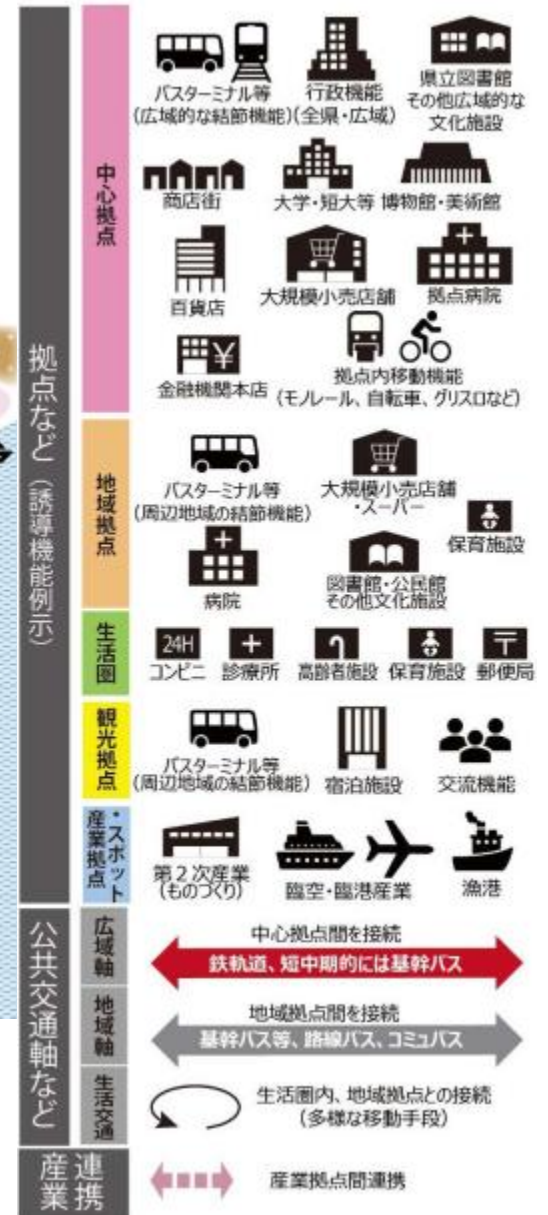 拠点など（誘導機能例示）
中心拠点
バスターミナル等
（広域的な結節機能）
行政機能
（全県・広域）
県立図書館
その他広域的な
文化施設
商店街
大学・短大等
博物館・美術館
百貨店
大規模小売店舗
拠点病院
金融機関本店
拠点内移動機能
（モノレール、自転車、グリスロなど）
地域拠点
バスターミナル等
（周辺地域の結節機能）
大規模小売店舗
・スーパー
保育施設
病院
図書館・公民館
その他文化施設
生活圏
24H
コンビニ
診療所
高齢者施設
保育施設
郵便局
観光拠点
バスターミナル等
（周辺地域の結節機能）
宿泊施設
交流機能
産業拠点
・スポット
第2次産業
（ものづくり）
臨空・臨港産業
漁港
公共交通軸など
広域軸
中心拠点間を接続
鉄軌道、短中期的には基幹バス
地域軸
地域拠点間を接続
基幹バス等、路線バス、コミュバス
生活交通
生活圏内、地域拠点との接続
（多様な移動手段）
産業連携
産業拠点間連携